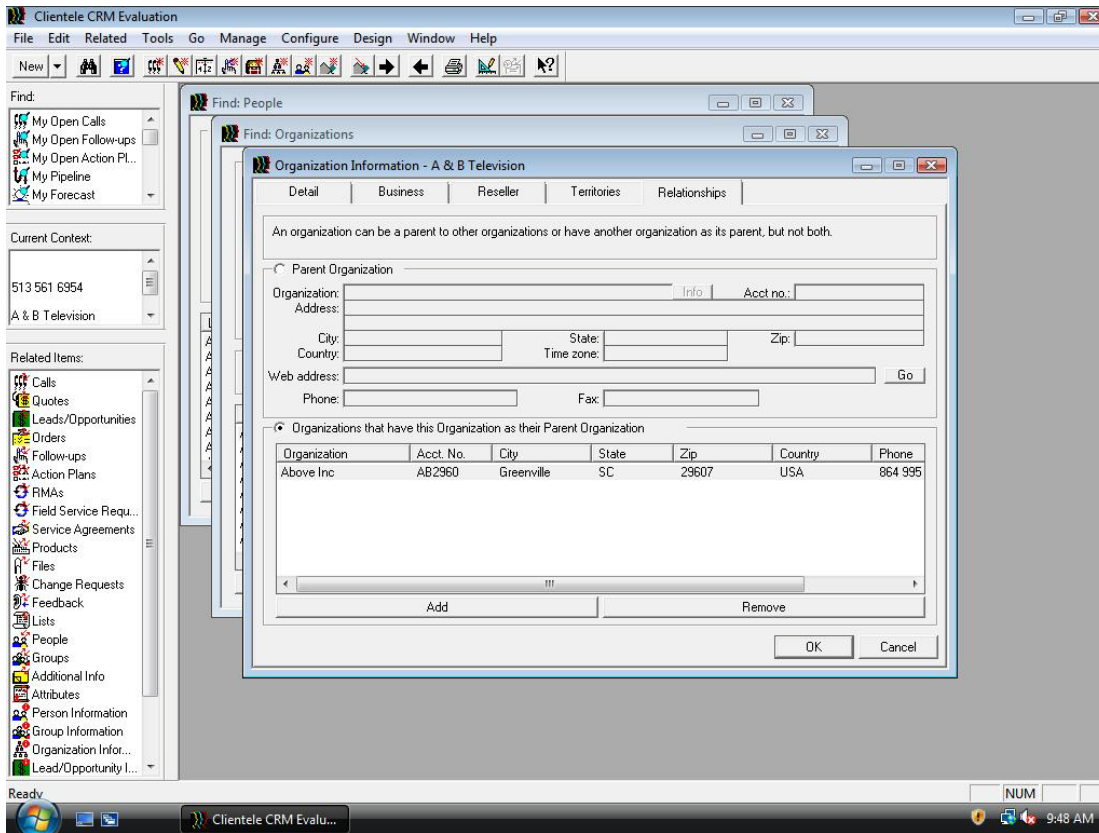 Clientele CRM Evaluation
File Edit Related Tools Go Manage Configure Design Window Help
New
Find:
My Open Calls
My Open Follow-ups
My Open Action Pl...
My Pipeline
My Forecast
Current Context:
513 561 6954
A & B Television
Related Items:
Calls
Quotes
Leads/Opportunities
Orders
Follow-ups
Action Plans
RMAs
Field Service Requ...
Service Agreements
Products
Files
Change Requests
Feedback
Lists
People
Groups
Additional Info
Attributes
Person Information
Group Information
Organization Infor...
Lead/Opportunity I...
Find: People
Find: Organizations
Organization Information - A & B Television
Detail Business Reseller Territories Relationships
An organization can be a parent to other organizations or have another organization as its parent, but not both.
Parent Organization
Organization: Info Acct no.:
Address:
City: State: Zip:
Country: Time zone:
Web address: Go
Phone: Fax:
Organizations that have this Organization as their Parent Organization
Organization Acct. No. City State Zip Country Phone
Above Inc AB2960 Greenville SC 29607 USA 864 995
Add Remove
OK Cancel
Ready NUM
Clientele CRM Evalu... 9:48 AM